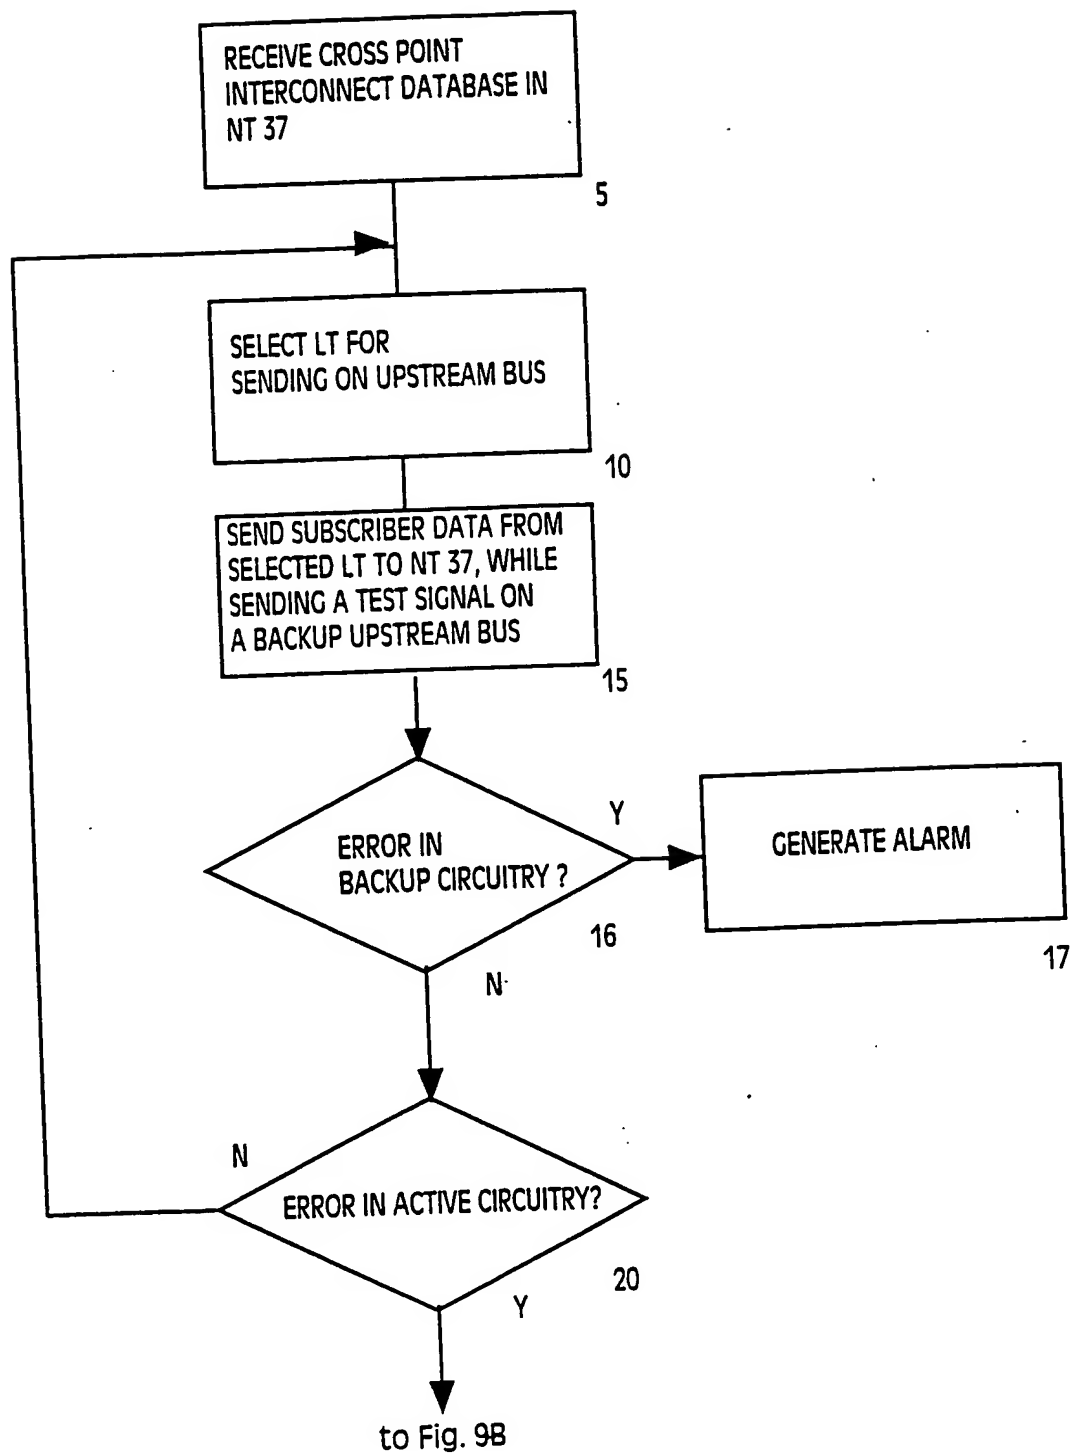 RECEIVE CROSS POINT
INTERCONNECT DATABASE IN
NT 37
5
SELECT LT FOR
SENDING ON UPSTREAM BUS
10
SEND SUBSCRIBER DATA FROM
SELECTED LT TO NT 37, WHILE
SENDING A TEST SIGNAL ON
A BACKUP UPSTREAM BUS
15
ERROR IN
BACKUP CIRCUITRY ?
16
Y
GENERATE ALARM
17
N
ERROR IN ACTIVE CIRCUITRY?
N
20
Y
to Fig. 9B